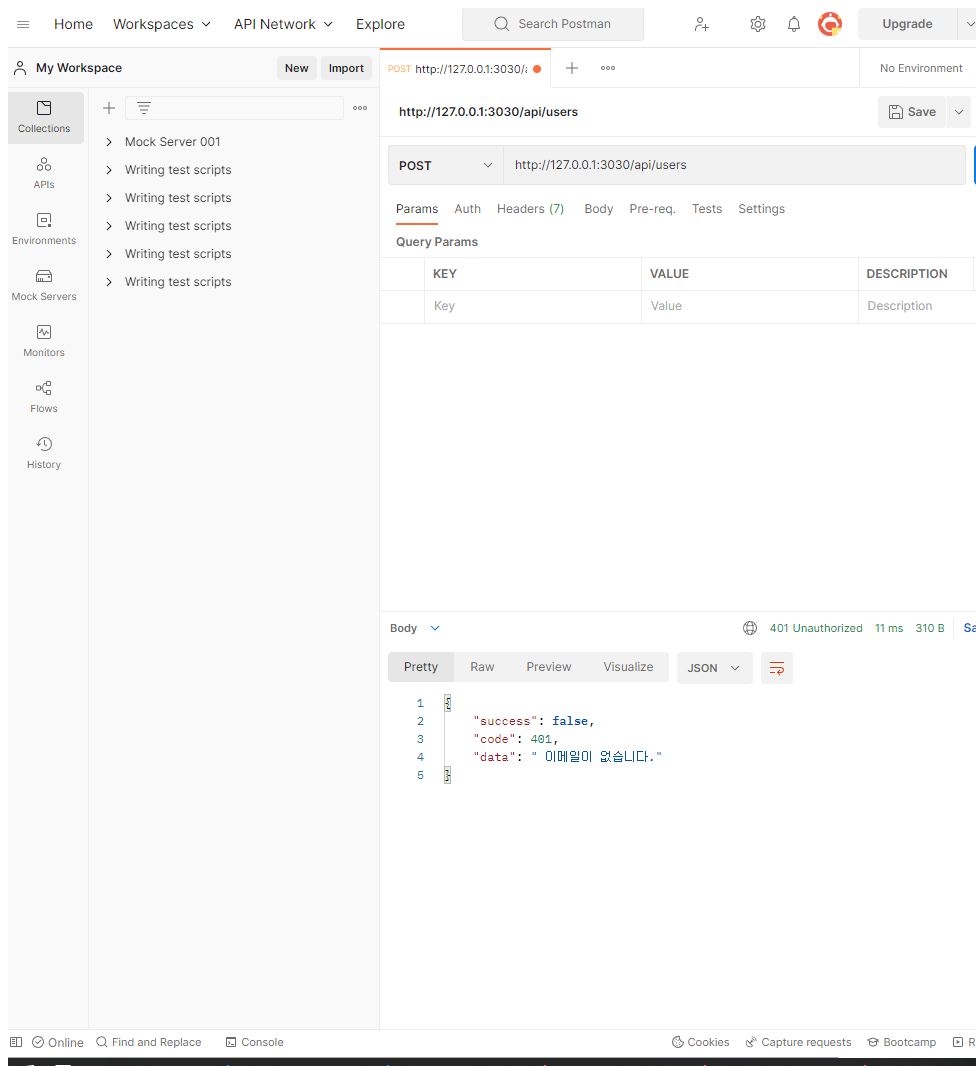 Home Workspaces API Network Explore Search Postman Upgrade
My Workspace New Import
POST http://127.0.0.1:3030/ No Environment
Collections
APIs
Environments
Mock Servers
Monitors
Flows
History
Mock Server 001
Writing test scripts
Writing test scripts
Writing test scripts
Writing test scripts
Writing test scripts
http://127.0.0.1:3030/api/users Save
POST http://127.0.0.1:3030/api/users
Params Auth Headers (7) Body Pre-req. Tests Settings
Query Params
KEY VALUE DESCRIPTION
Key Value Description
Body 401 Unauthorized 11 ms 310 B Sa
Pretty Raw Preview Visualize JSON
1 {
2 "success": false,
3 "code": 401,
4 "data": " 이메일이 없습니다."
5 }
Online Find and Replace Console Cookies Capture requests Bootcamp R